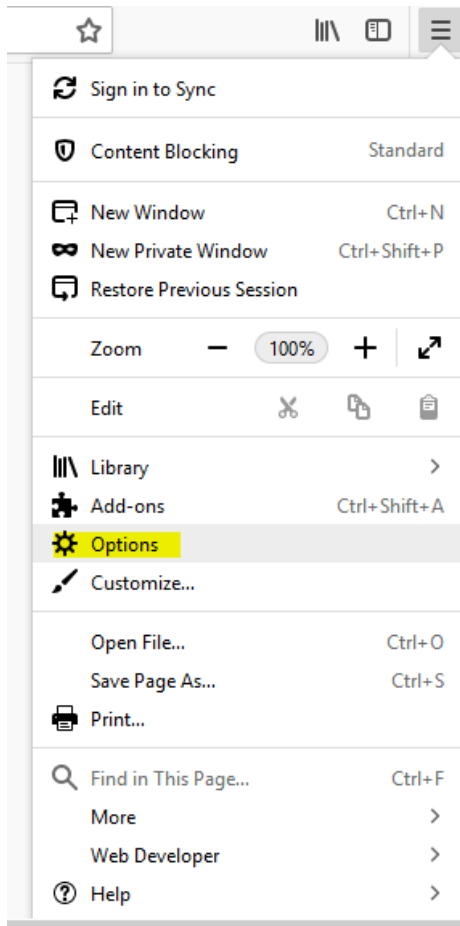 Sign in to Sync
Content Blocking Standard
New Window Ctrl+N
New Private Window Ctrl+Shift+P
Restore Previous Session
Zoom − 100% +
Edit
Library >
Add-ons Ctrl+Shift+A
Options
Customize...
Open File... Ctrl+O
Save Page As... Ctrl+S
Print...
Find in This Page... Ctrl+F
More >
Web Developer >
Help >